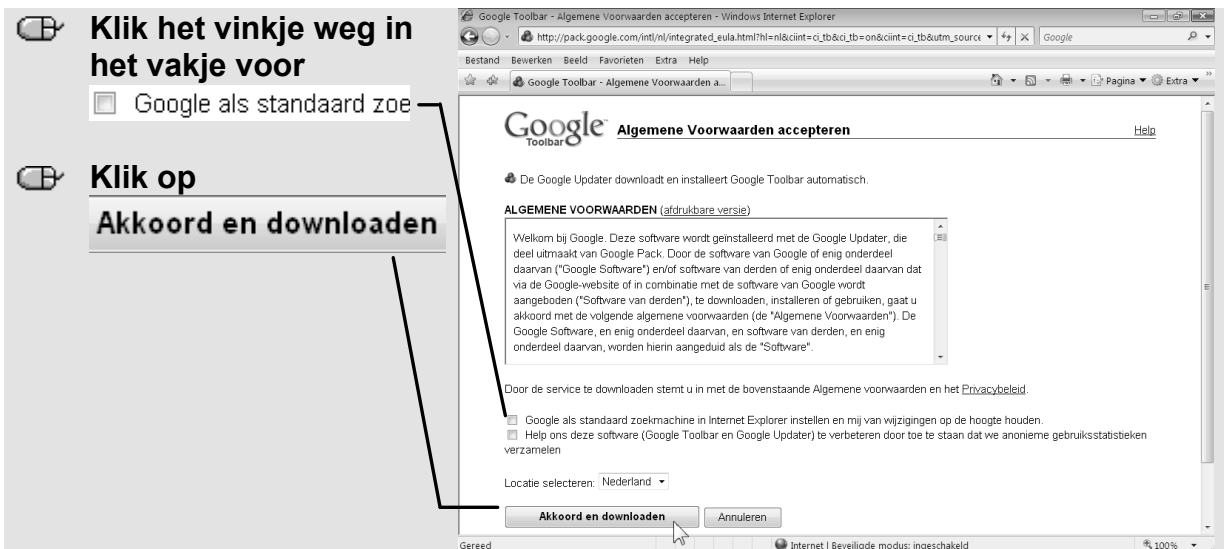 Klik het vinkje weg in
het vakje voor
Google als standaard zoe
Klik op
Akkoord en downloaden
Google Toolbar - Algemene Voorwaarden accepteren - Windows Internet Explorer
http://pack.google.com/intl/nl/integrated_eula.html?hl=nl&ciint=ci_tb&ci_tb=on&ciint=ci_tb&utm_source
Google
Bestand Bewerken Beeld Favorieten Extra Help
Google Toolbar - Algemene Voorwaarden a...
Pagina Extra
Google Toolbar Algemene Voorwaarden accepteren Help
De Google Updater downloadt en installeert Google Toolbar automatisch.
ALGEMENE VOORWAARDEN (afdrukbare versie)
Welkom bij Google. Deze software wordt geïnstalleerd met de Google Updater, die
deel uitmaakt van Google Pack. Door de software van Google of enig onderdeel
daarvan ("Google Software") en/of software van derden of enig onderdeel daarvan dat
via de Google-website of in combinatie met de software van Google wordt
aangeboden ("Software van derden"), te downloaden, installeren of gebruiken, gaat u
akkoord met de volgende algemene voorwaarden (de "Algemene Voorwaarden"). De
Google Software, en enig onderdeel daarvan, en software van derden, en enig
onderdeel daarvan, worden hierin aangeduid als de "Software".
Door de service te downloaden stemt u in met de bovenstaande Algemene voorwaarden en het Privacybeleid.
Google als standaard zoekmachine in Internet Explorer instellen en mij van wijzigingen op de hoogte houden.
Help ons deze software (Google Toolbar en Google Updater) te verbeteren door toe te staan dat we anonieme gebruiksstatistieken
verzamelen
Locatie selecteren: Nederland
Akkoord en downloaden Annuleren
Gereed Internet | Beveiligde modus: ingeschakeld 100%